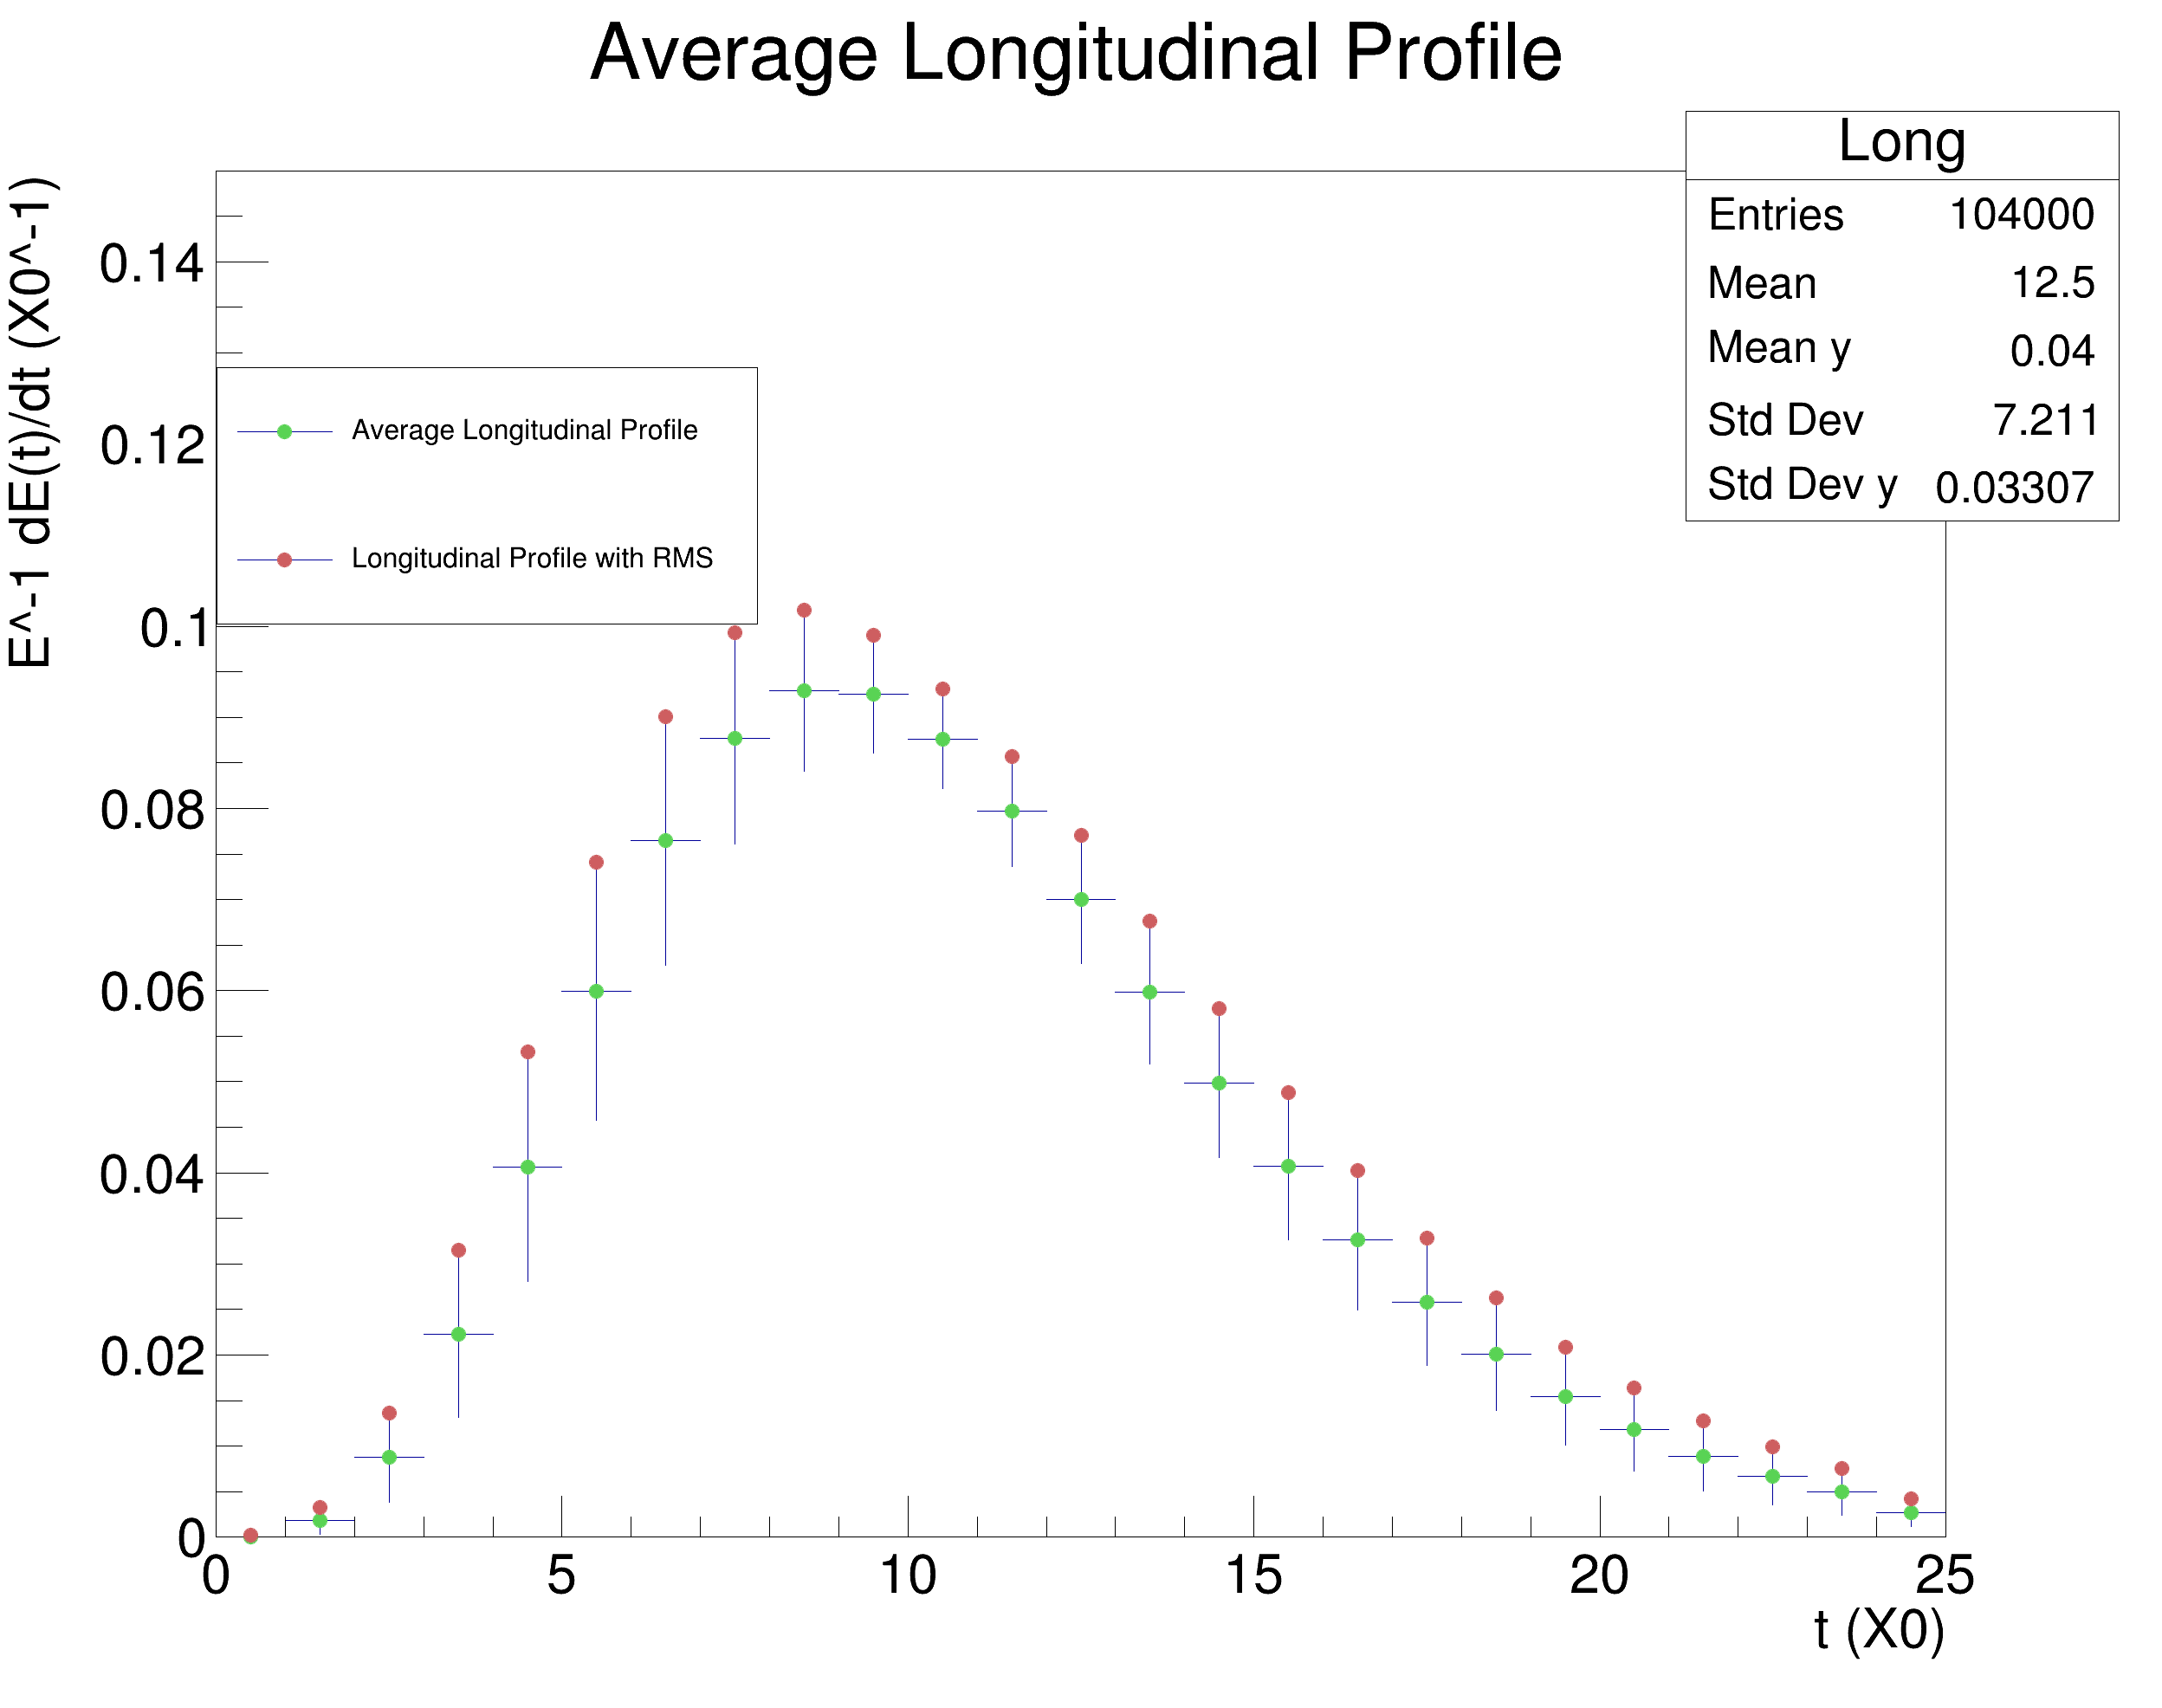 Average Longitudinal Profile
Long
Entries 104000
Mean 12.5
Mean y 0.04
Std Dev 7.211
Std Dev y 0.03307
E^-1 dE(t)/dt (X0^-1)
0.14
0.12
0.1
0.08
0.06
0.04
0.02
0
Average Longitudinal Profile
Longitudinal Profile with RMS
0 5 10 15 20 25
t (X0)